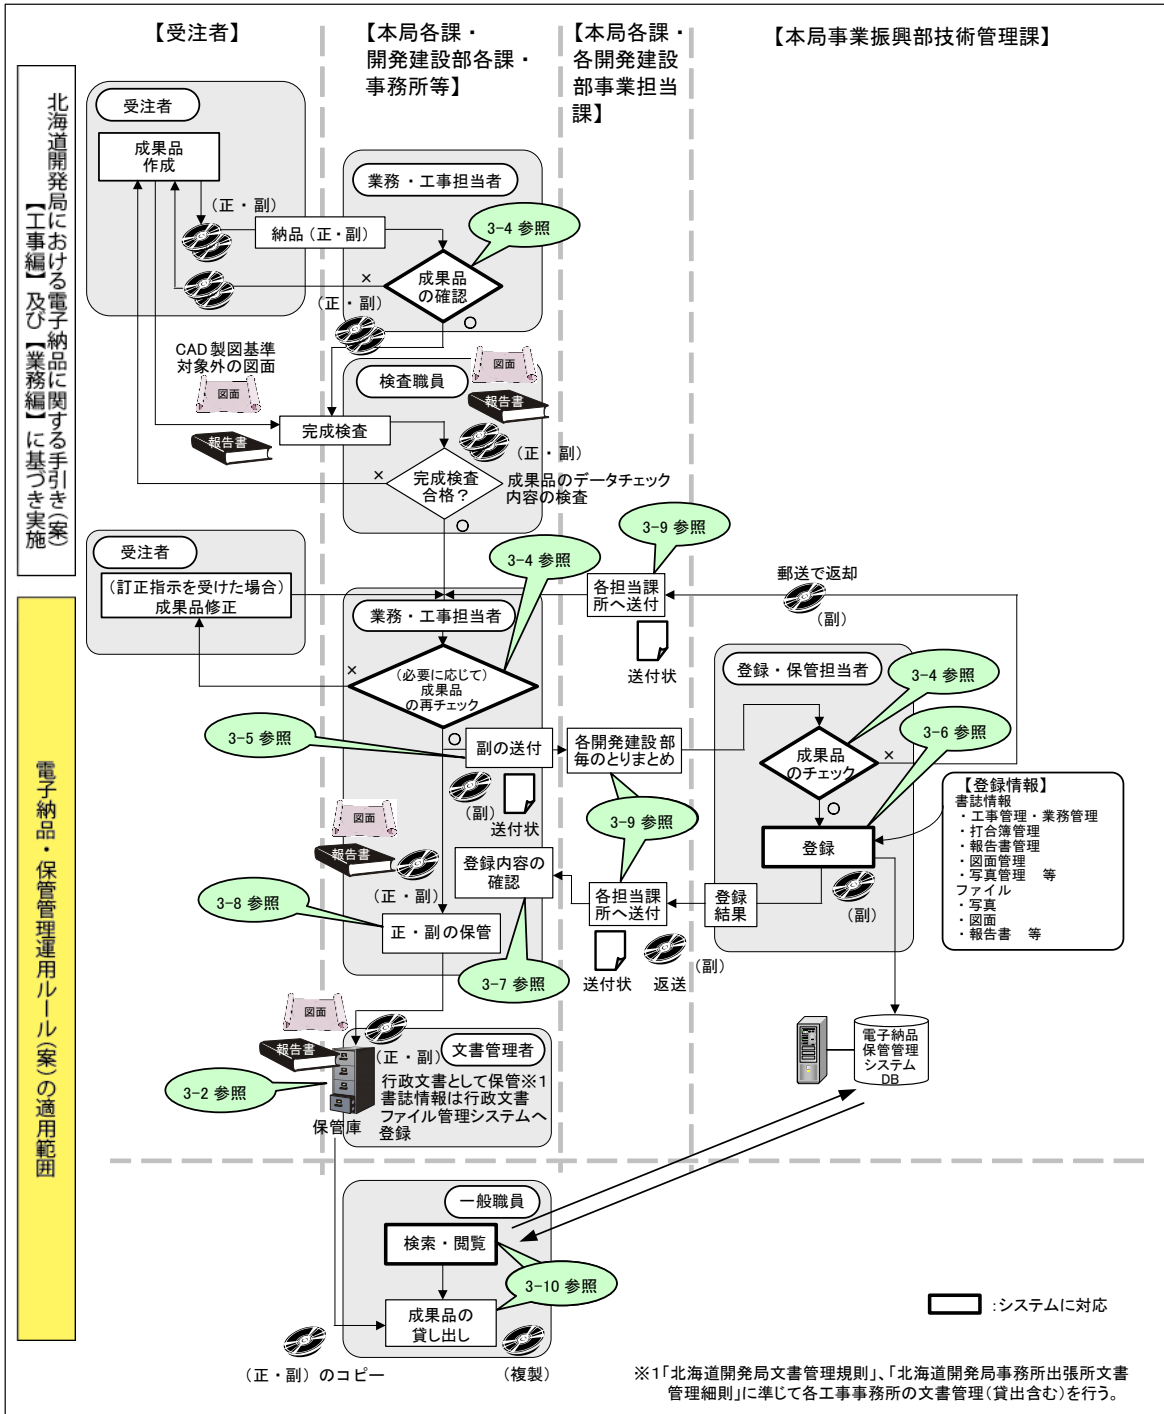 【受注者】
【本局各課・
開発建設部各課・
事務所等】
【本局各課・
各開発建設
部事業担当
課】
【本局事業振興部技術管理課】
北海道開発局における電子納品に関する手引き(案)
【工事編】及び【業務編】に基づき実施
受注者
成果品
作成
(正・副)
納品(正・副)
業務・工事担当者
3-4 参照
成果品
の確認
×
(正・副)
○
CAD製図基準
対象外の図面
図面
報告書
検査職員
図面
報告書
完成検査
(正・副)
×
完成検査
合格?
成果品のデータチェック
内容の検査
○
3-9 参照
受注者
3-4 参照
(訂正指示を受けた場合)
成果品修正
各担当課
所へ送付
郵送で返却
(副)
業務・工事担当者
送付状
登録・保管担当者
×
(必要に応じて)
成果品
の再チェック
3-4 参照
3-6 参照
3-5 参照
○
副の送付
各開発建設部
毎のとりまとめ
成果品
のチェック
×
電子納品・保管管理運用ルール(案)の適用範囲
(副)
送付状
3-9 参照
○
【登録情報】
書誌情報
・工事管理・業務管理
・打合簿管理
・報告書管理
・図面管理
・写真管理 等
ファイル
・写真
・図面
・報告書 等
図面
報告書
(正・副)
登録内容の
確認
登録
各担当課
所へ送付
登録
結果
(副)
3-8 参照
正・副の保管
3-7 参照
送付状
返送
(副)
図面
報告書
(正・副)
文書管理者
電子納品
保管管理
システム
DB
3-2 参照
行政文書として保管※1
書誌情報は行政文書
ファイル管理システムへ
登録
保管庫
一般職員
検索・閲覧
3-10 参照
成果品の
貸し出し
(正・副)のコピー
(複製)
:システムに対応
※1「北海道開発局文書管理規則」、「北海道開発局事務所出張所文書
管理細則」に準じて各工事事務所の文書管理(貸出含む)を行う。